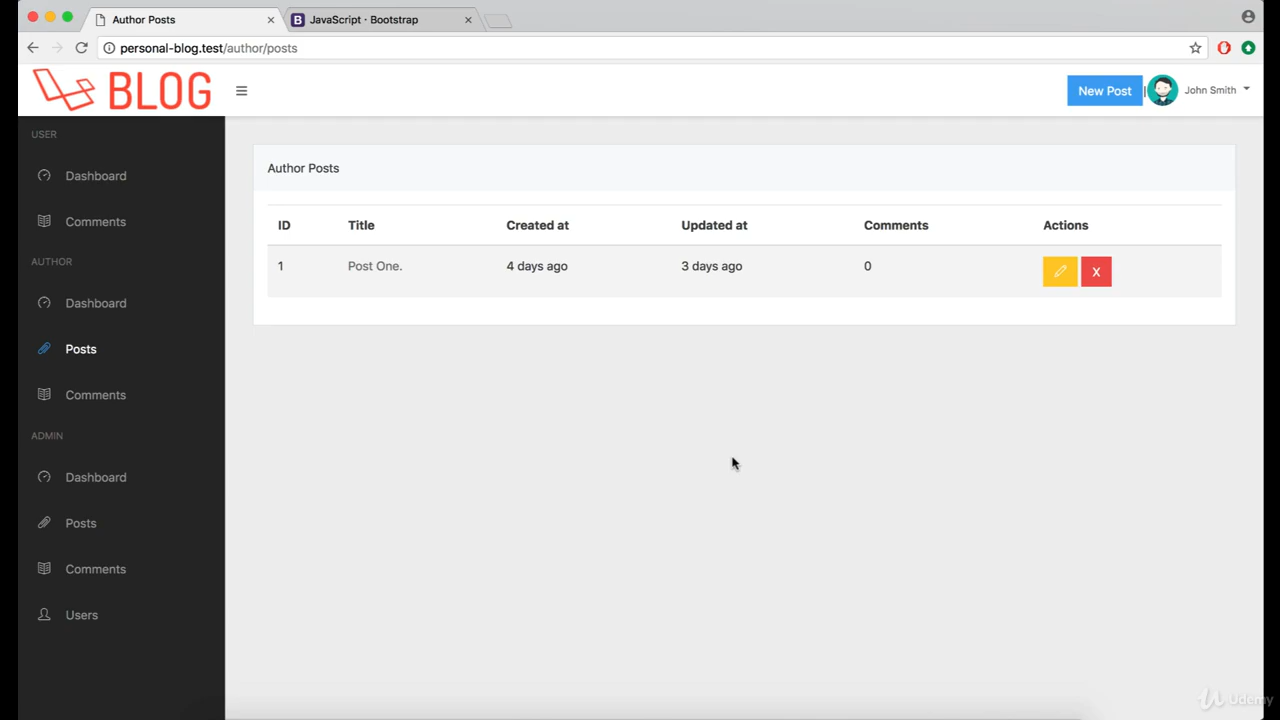 Author Posts
JavaScript · Bootstrap
personal-blog.test/author/posts
BLOG
New Post
John Smith
USER
Dashboard
Comments
AUTHOR
Dashboard
Posts
Comments
ADMIN
Dashboard
Posts
Comments
Users
Author Posts
ID Title Created at Updated at Comments Actions
1 Post One. 4 days ago 3 days ago 0 X
Udemy